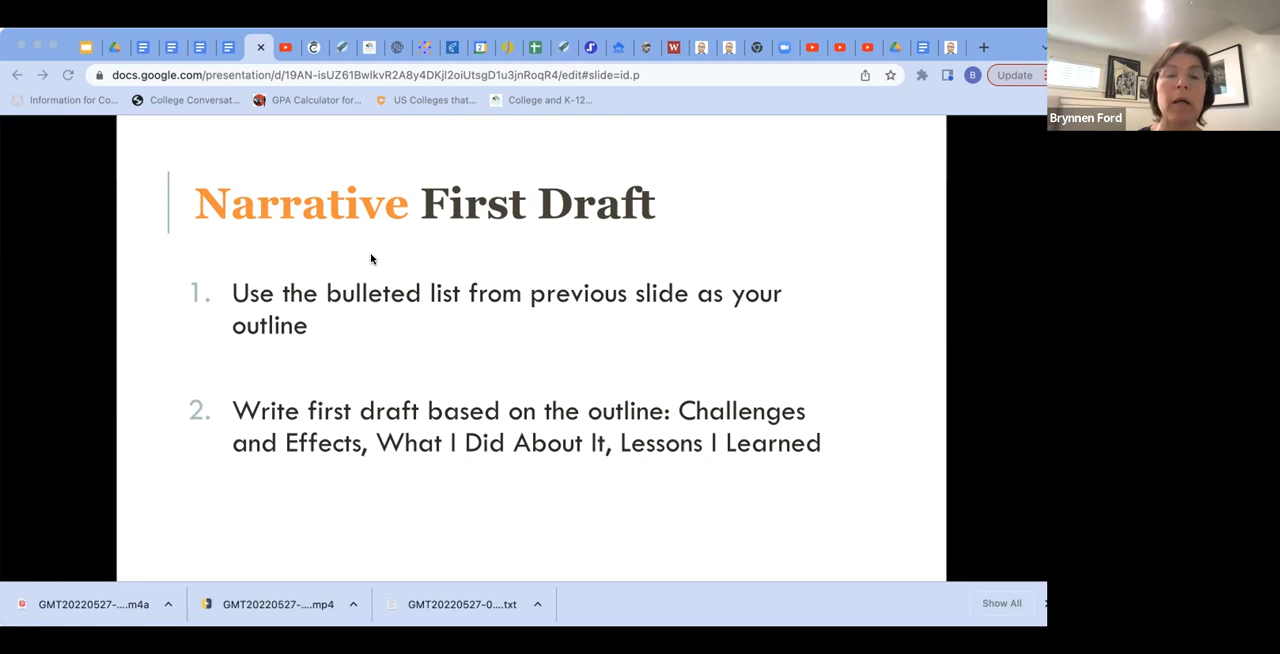 docs.google.com/presentation/d/19AN-isUZ61BwlkvR2A8y4DKjl2oiUtsgD1u3jnRoqR4/edit#slide=id.p
B
Update
Information for Co...
College Conversat...
GPA Calculator for...
US Colleges that...
College and K-12...
Brynnen Ford
Narrative First Draft
1. Use the bulleted list from previous slide as your
outline
2. Write first draft based on the outline: Challenges
and Effects, What I Did About It, Lessons I Learned
GMT20220527-....m4a
GMT20220527-....mp4
GMT20220527-0....txt
Show All